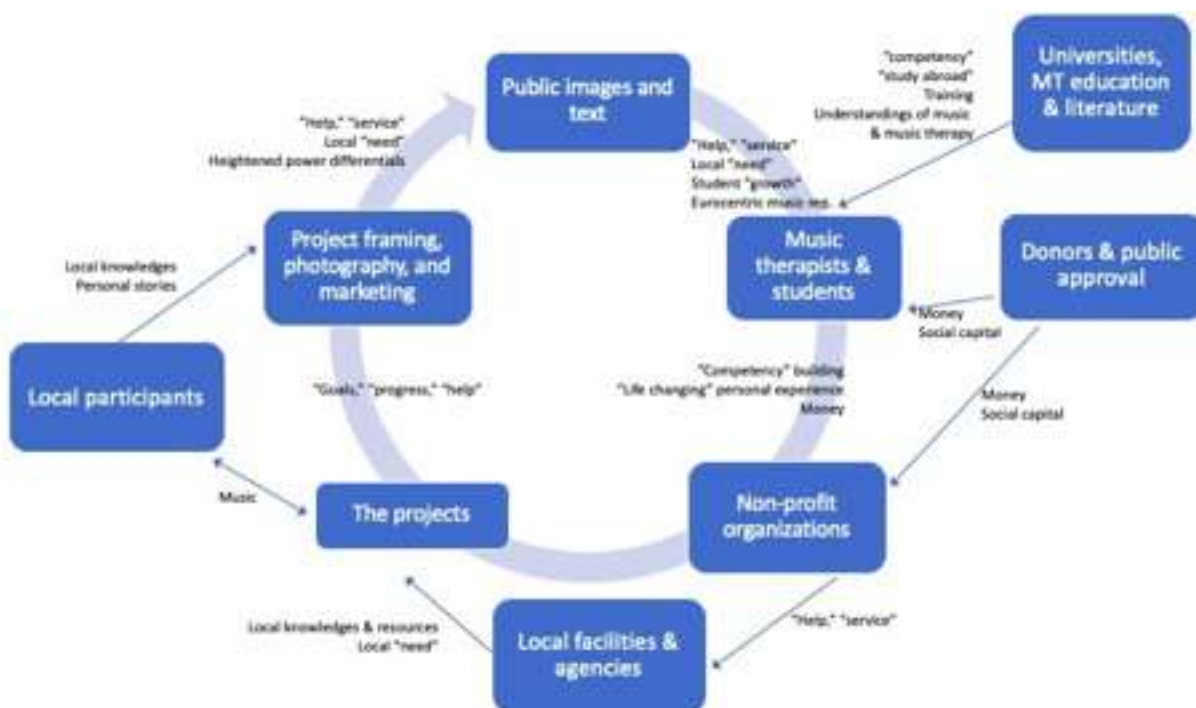 Public images and
text
"competency"
"study abroad"
Training
Understandings of music
& music therapy
Universities,
MT education
& literature
"Help," "service"
Local "need"
Heightened power differentials
"Help," "service"
Local "need"
Student "growth"
Eurocentric music rep.
Project framing,
photography, and
marketing
Music
therapists &
students
Donors & public
approval
Local knowledges
Personal stories
Money
Social capital
Local participants
"Goals," "progress," "help"
"Competency" building
"Life changing" personal experience
Money
Money
Social capital
Music
The projects
Non-profit
organizations
Local knowledges & resources
Local "need"
Local facilities &
agencies
"Help," "service"